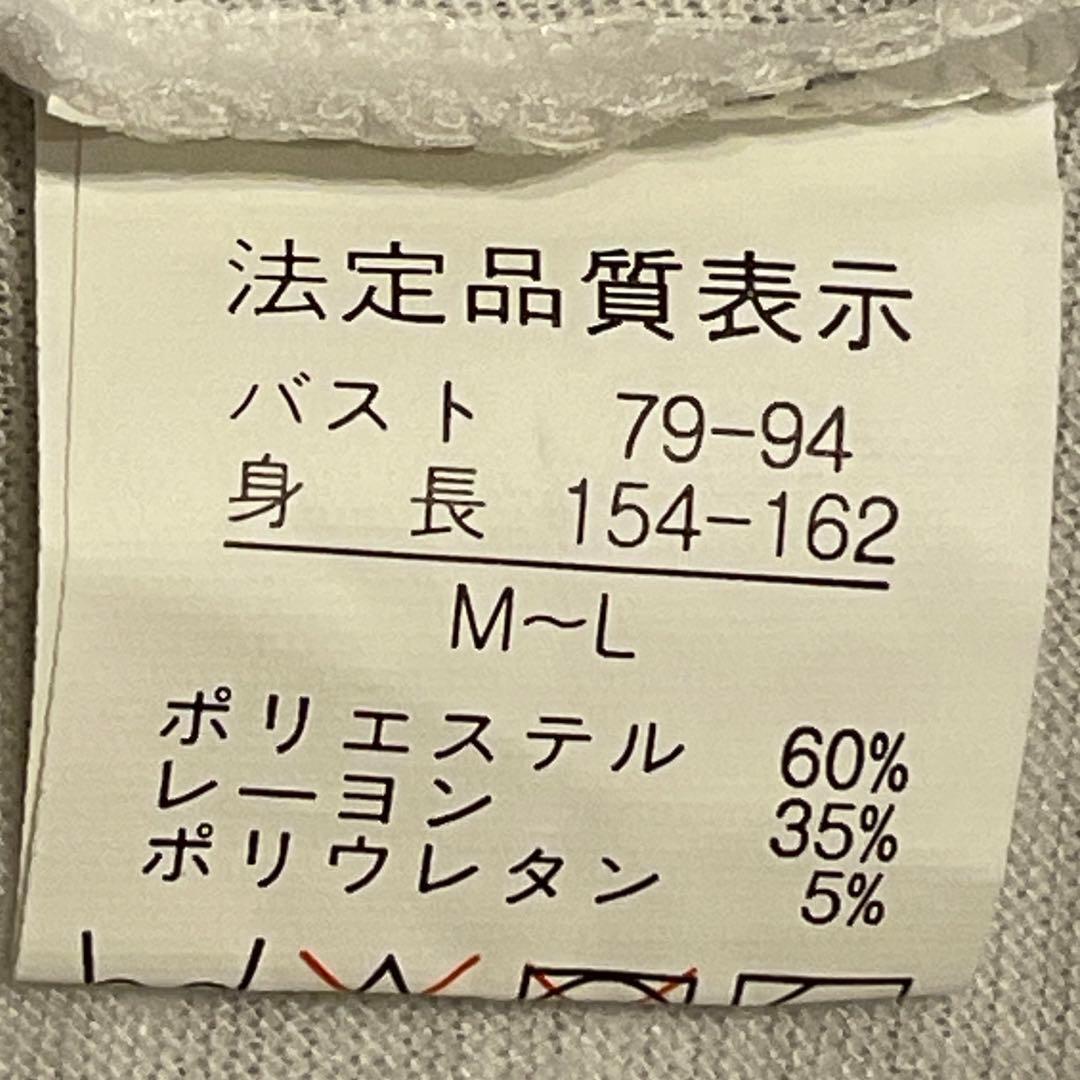 法定品質表示
バスト 79-94
身長 154-162
M~L
ポリエステル 60%
レーヨン 35%
ポリウレタン 5%